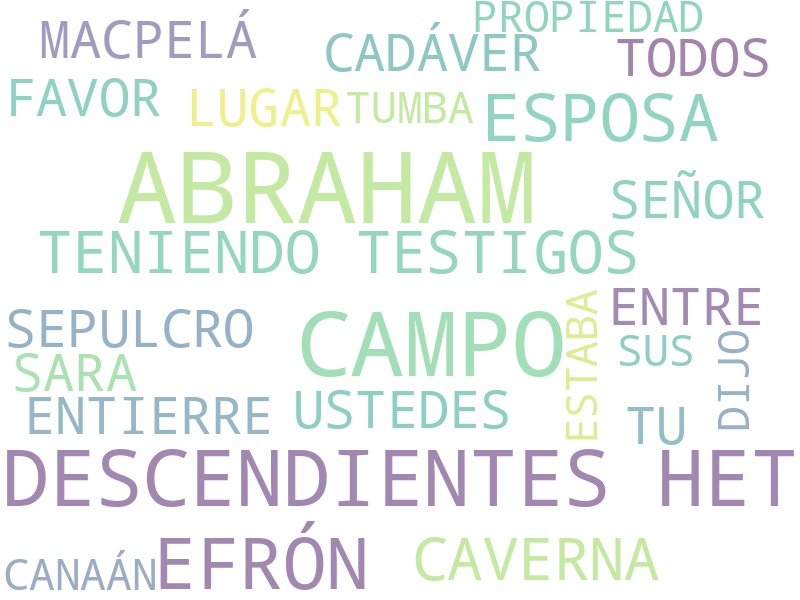 PROPIEDAD
MACPELÁ
CADÁVER
TODOS
FAVOR
LUGAR
TUMBA
ESPOSA
ABRAHAM
SEÑOR
TENIENDO TESTIGOS
ENTRE
ESTABA
SEPULCRO
CAMPO
SUS
DIJO
SARA
ENTIERRE
USTEDES
TU
DESCENDIENTES HET
EFRÓN
CAVERNA
CANAÁN